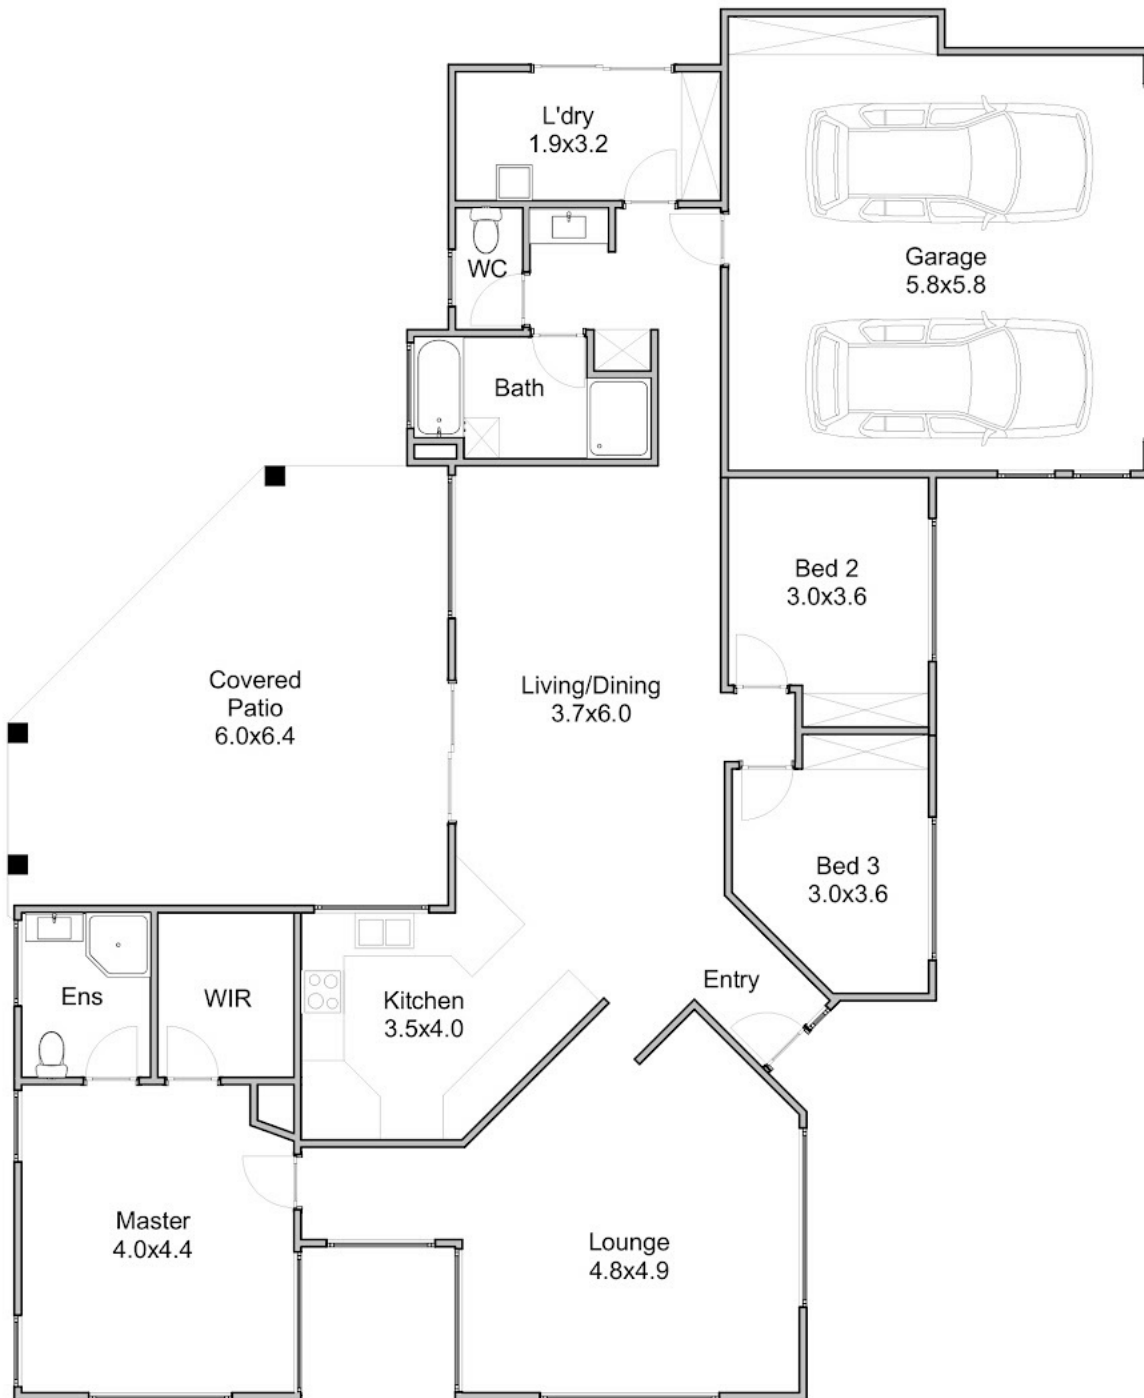 L'dry
1.9x3.2
WC
Garage
5.8x5.8
Bath
Bed 2
3.0x3.6
Covered
Patio
6.0x6.4
Living/Dining
3.7x6.0
Bed 3
3.0x3.6
Entry
Ens
WIR
Kitchen
3.5x4.0
Master
4.0x4.4
Lounge
4.8x4.9